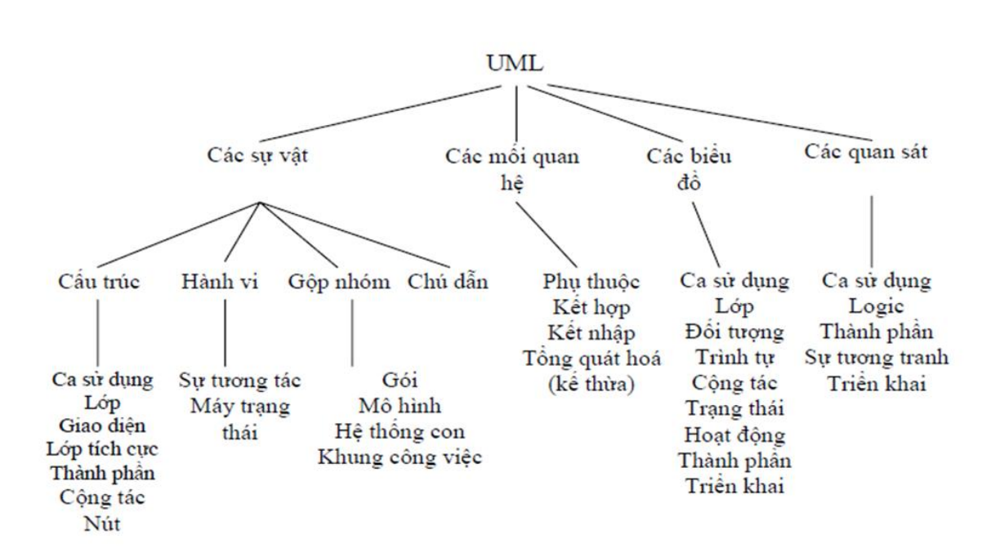 UML
Các sự vật
Các mối quan
hệ
Các biểu
đồ
Các quan sát
Cấu trúc
Hành vi
Gộp nhóm
Chú dẫn
Phụ thuộc
Kết hợp
Kết nhập
Tổng quát hoá
(kế thừa)
Ca sử dụng
Lớp
Đối tượng
Trình tự
Cộng tác
Trạng thái
Hoạt động
Thành phần
Triển khai
Ca sử dụng
Logic
Thành phần
Sự tương tranh
Triển khai
Ca sử dụng
Lớp
Giao diện
Lớp tích cực
Thành phần
Cộng tác
Nút
Sự tương tác
Máy trạng
thái
Gói
Mô hình
Hệ thống con
Khung công việc